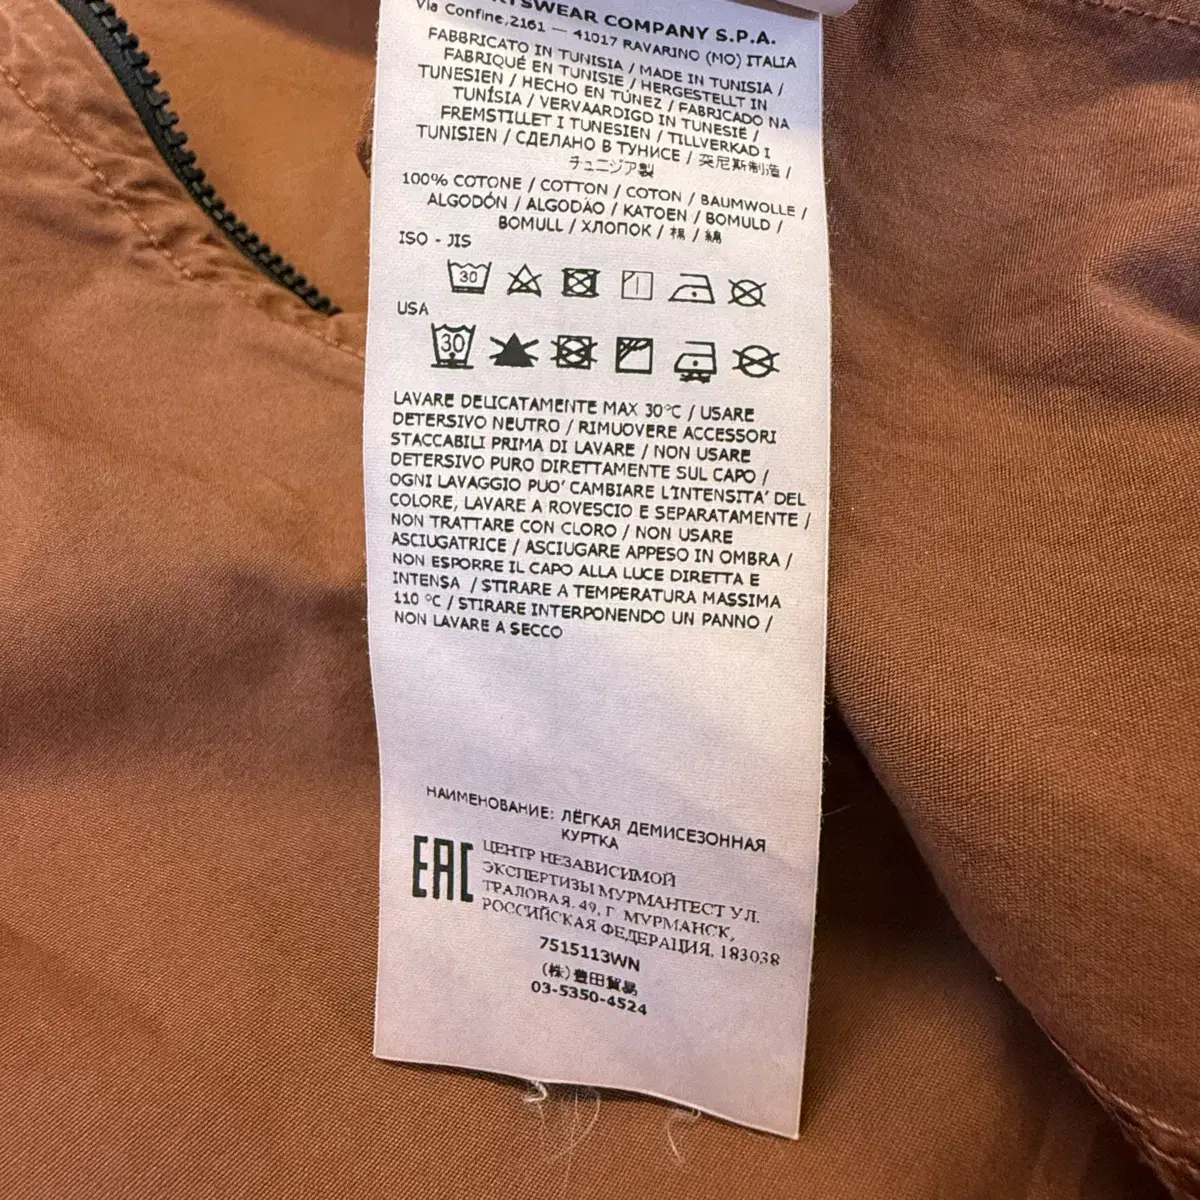 RTSWEAR COMPANY S.P.A.
Via Confine,2161 — 41017 RAVARINO (MO) ITALIA
FABBRICATO IN TUNISIA / MADE IN TUNISIA /
FABRIQUÉ EN TUNISIE / HERGESTELLT IN
TUNESIEN / HECHO EN TÚNEZ / FABRICADO NA
TUNÍSIA / VERVAARDIGD IN TUNESIË /
FREMSTILLET I TUNESIEN / TILLVERKAD I
TUNISIEN / СДЕЛАНО В ТУНИСЕ / 突尼斯制造 /
チュニジア製
100% COTONE / COTTON / COTON / BAUMWOLLE /
ALGODÓN / ALGODÃO / KATOEN / BOMULD /
BOMULL / ХЛОПОК / 棉 / 綿
ISO - JIS
30
USA
30
LAVARE DELICATAMENTE MAX 30°C / USARE
DETERSIVO NEUTRO / RIMUOVERE ACCESSORI
STACCABILI PRIMA DI LAVARE / NON USARE
DETERSIVO PURO DIRETTAMENTE SUL CAPO /
OGNI LAVAGGIO PUO' CAMBIARE L'INTENSITA' DEL
COLORE, LAVARE A ROVESCIO E SEPARATAMENTE /
NON TRATTARE CON CLORO / NON USARE
ASCIUGATRICE / ASCIUGARE APPESO IN OMBRA /
NON ESPORRE IL CAPO ALLA LUCE DIRETTA E
INTENSA / STIRARE A TEMPERATURA MASSIMA
110 °C / STIRARE INTERPONENDO UN PANNO /
NON LAVARE A SECCO
НАИМЕНОВАНИЕ: ЛЁГКАЯ ДЕМИСЕЗОННАЯ
КУРТКА
EAC
ЦЕНТР НЕЗАВИСИМОЙ
ЭКСПЕРТИЗЫ МУРМАНТЕСТ УЛ.
ТРАЛОВАЯ. 49, Г МУРМАНСК,
РОССИЙСКАЯ ФЕДЕРАЦИЯ, 183038
7515113WN
(株)豊田貿易
03-5350-4524